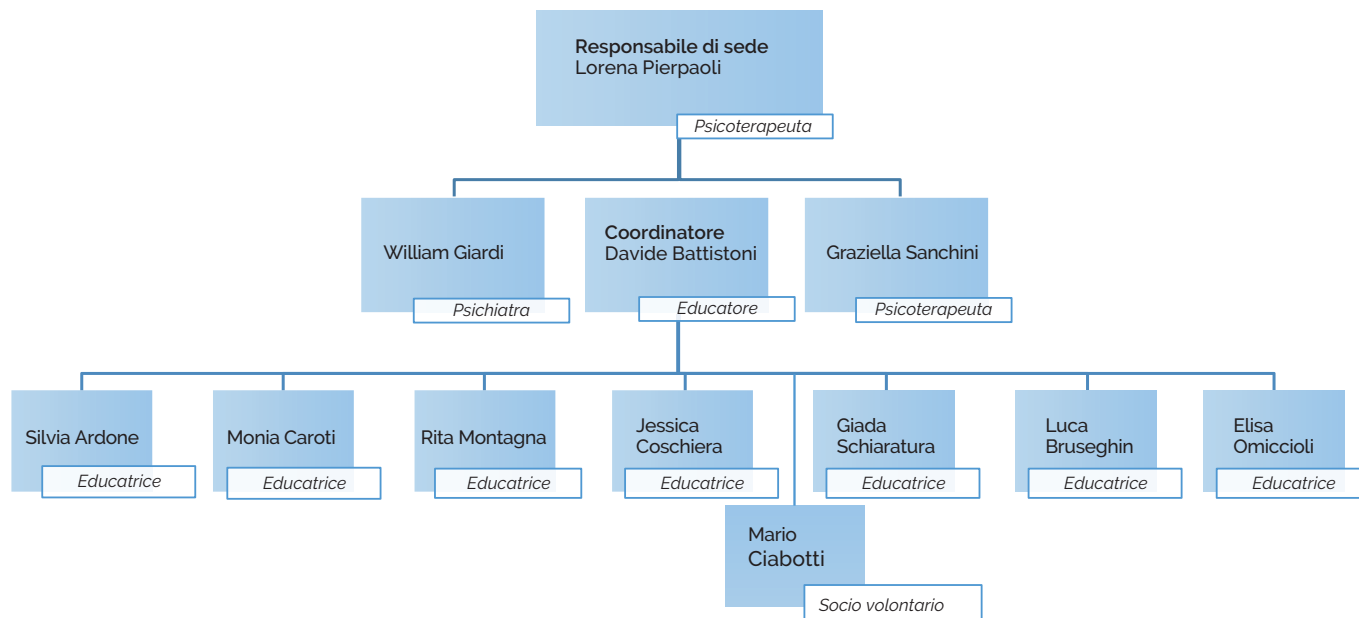 Responsabile di sede
Lorena Pierpaoli
Psicoterapeuta
William Giardi
Psichiatra
Coordinatore
Davide Battistoni
Educatore
Graziella Sanchini
Psicoterapeuta
Silvia Ardone
Educatrice
Monia Caroti
Educatrice
Rita Montagna
Educatrice
Jessica
Coschiera
Educatrice
Giada
Schiaratura
Educatrice
Luca
Bruseghin
Educatrice
Elisa
Omiccioli
Educatrice
Mario
Ciabotti
Socio volontario